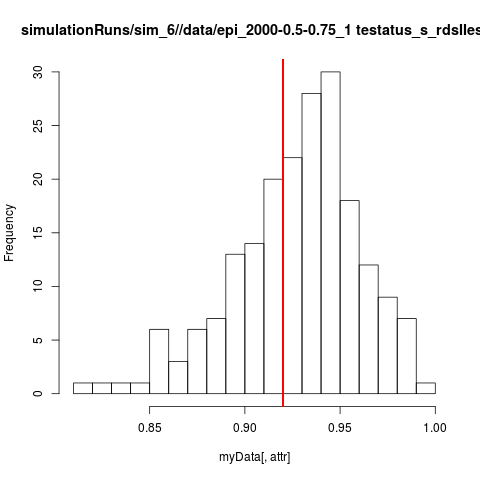 simulationRuns/sim_6//data/epi_2000-0.5-0.75_1 testatus_s_rdslles
Frequency
30
25
20
15
10
5
0
0.85 0.90 0.95 1.00
myData[, attr]